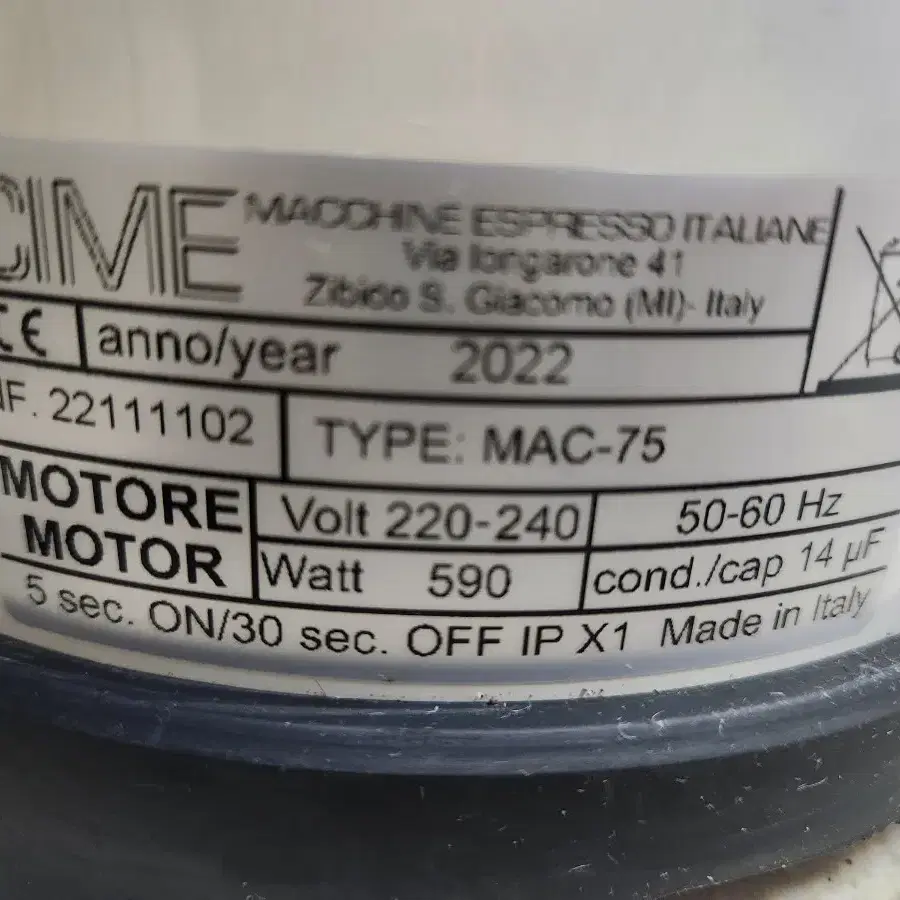 CIME MACCHINE ESPRESSO ITALIANE
Via longarone 41
Zibido S. Giacomo (MI)- Italy
CE anno/year 2022
NF. 22111102 TYPE: MAC-75
MOTORE
MOTOR
Volt 220-240 50-60 Hz
Watt 590 cond./cap 14 µF
5 sec. ON/30 sec. OFF IP X1 Made in Italy